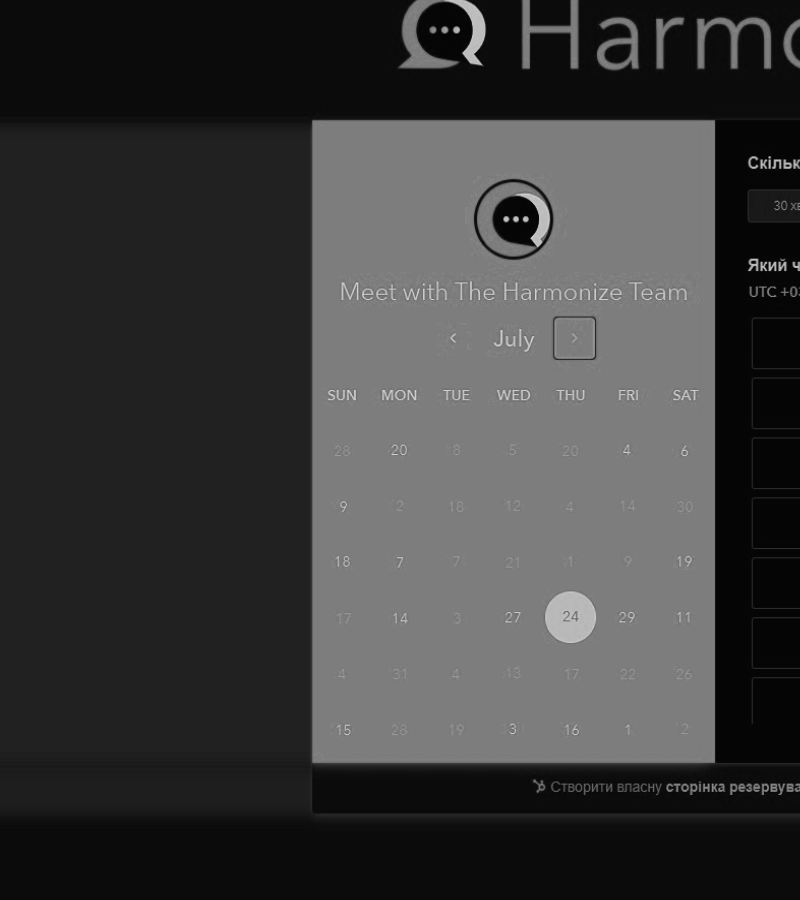 Harmo
Скільк
30 хв
Meet with The Harmonize Team
Який ч
UTC +03
July
SUN MON TUE WED THU FRI SAT
28 20 8 5 20 4 6
9 2 18 12 4 14 30
18 7 7 21 1 9 19
17 14 3 27 24 29 11
4 31 4 13 17 22 26
15 28 19 3 16 1 2
Створити власну сторінка резервува